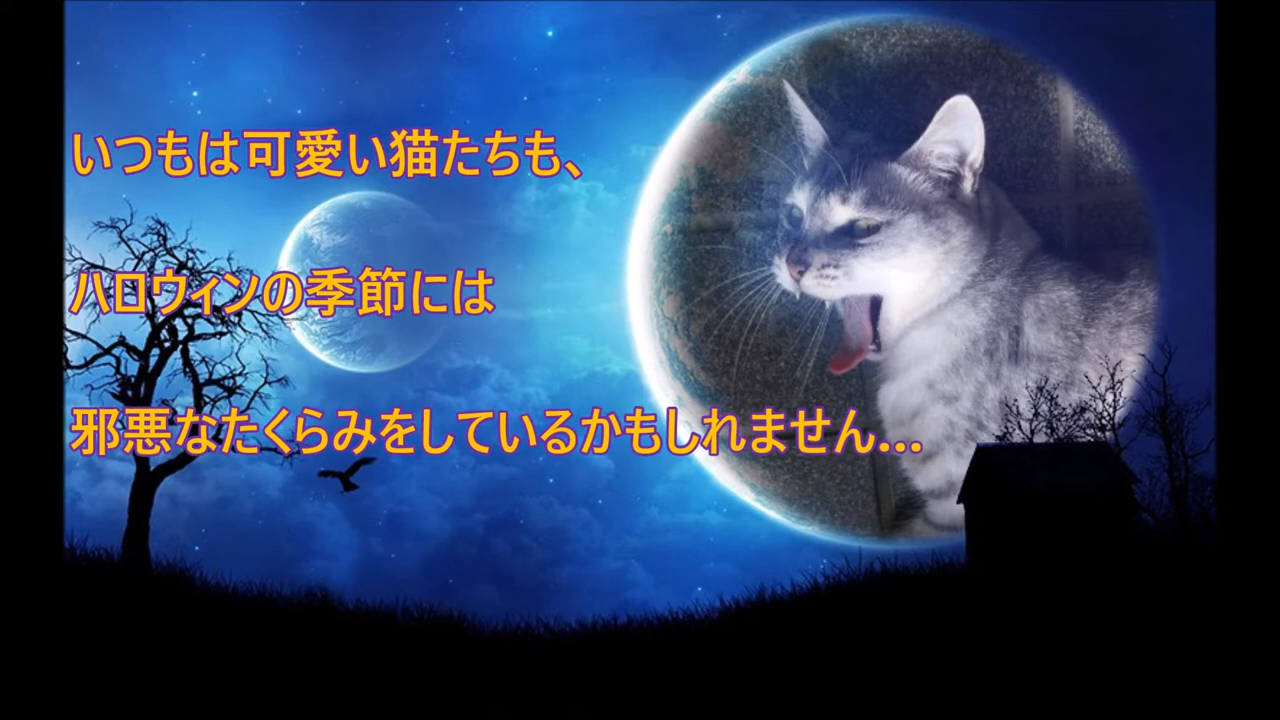 いつもは可愛い猫たちも、
ハロウィンの季節には
邪悪なたくらみをしているかもしれません...